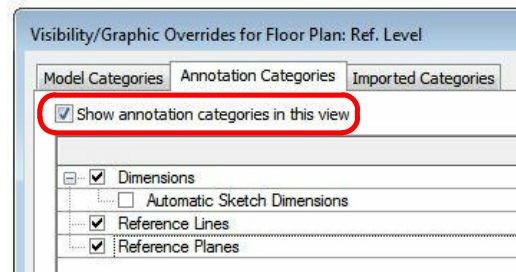 Visibility/Graphic Overrides for Floor Plan: Ref. Level
Model Categories Annotation Categories Imported Categories
Show annotation categories in this view
Dimensions
Automatic Sketch Dimensions
Reference Lines
Reference Planes